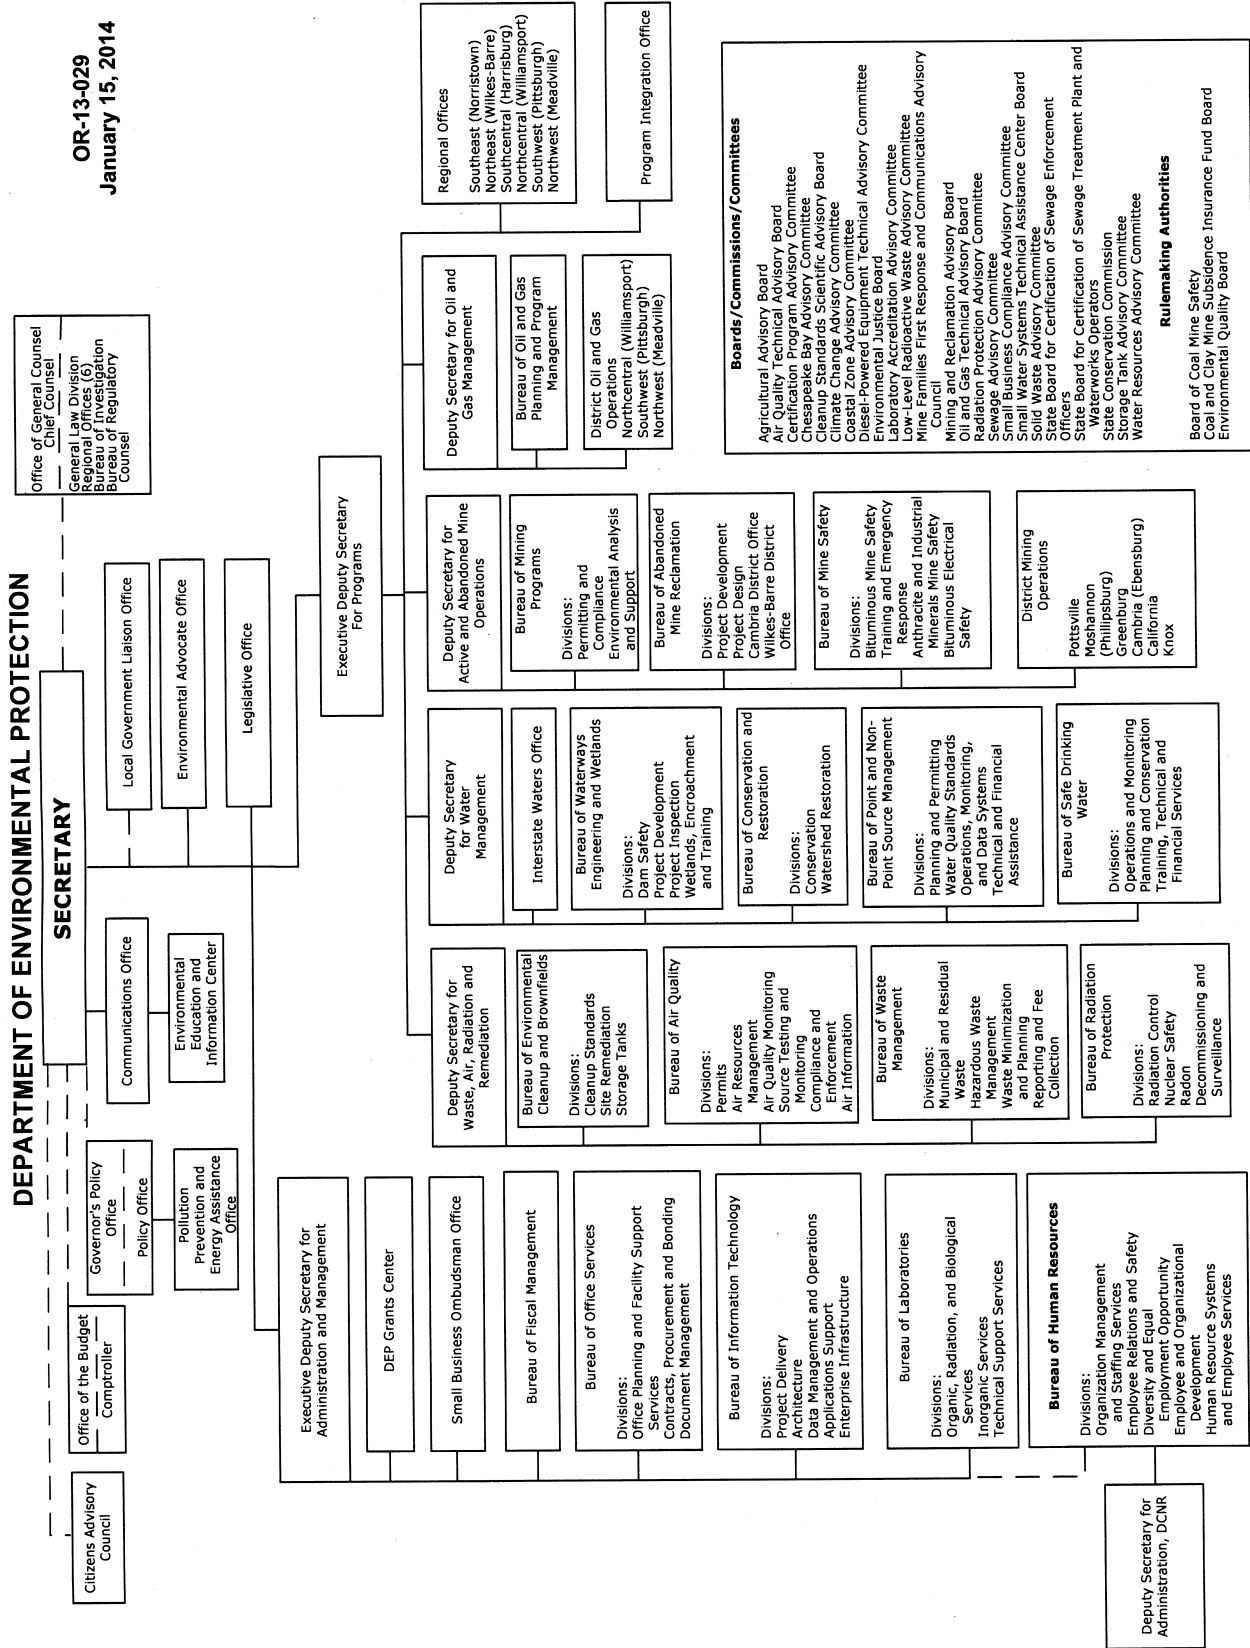 DEPARTMENT OF ENVIRONMENTAL PROTECTION
OR-13-029
January 15, 2014
SECRETARY
Office of General Counsel
Chief Counsel
General Law Division
Regional Offices (6)
Bureau of Investigation
Bureau of Regulatory
Counsel
Citizens Advisory
Council
Office of the Budget
Comptroller
Governor's Policy
Office
Policy Office
Pollution
Prevention and
Energy Assistance
Office
Communications Office
Environmental
Education and
Information Center
Local Government Liaison Office
Environmental Advocate Office
Legislative Office
Executive Deputy Secretary for
Administration and Management
DEP Grants Center
Small Business Ombudsman Office
Bureau of Fiscal Management
Bureau of Office Services
Divisions:
Office Planning and Facility Support
Services
Contracts, Procurement and Bonding
Document Management
Bureau of Information Technology
Divisions:
Project Delivery
Architecture
Data Management and Operations
Applications Support
Enterprise Infrastructure
Bureau of Laboratories
Divisions:
Organic, Radiation, and Biological
Services
Inorganic Services
Technical Support Services
Bureau of Human Resources
Divisions:
Organization Management
and Staffing Services
Employee Relations and Safety
Diversity and Equal
Employment Opportunity
Employee and Organizational
Development
Human Resource Systems
and Employee Services
Deputy Secretary for
Administration, DCNR
Executive Deputy Secretary
For Programs
Deputy Secretary for
Waste, Air, Radiation and
Remediation
Bureau of Environmental
Cleanup and Brownfields
Divisions:
Cleanup Standards
Site Remediation
Storage Tanks
Bureau of Air Quality
Divisions:
Permits
Air Resources
Management
Air Quality Monitoring
Source Testing and
Monitoring
Compliance and
Enforcement
Air Information
Bureau of Waste
Management
Divisions:
Municipal and Residual
Waste
Hazardous Waste
Management
Waste Minimization
and Planning
Reporting and Fee
Collection
Bureau of Radiation
Protection
Divisions:
Radiation Control
Nuclear Safety
Radon
Decommissioning and
Surveillance
Deputy Secretary
for Water
Management
Interstate Waters Office
Bureau of Waterways
Engineering and Wetlands
Divisions:
Dam Safety
Project Development
Project Inspection
Wetlands, Encroachment
and Training
Bureau of Conservation and
Restoration
Divisions:
Conservation
Watershed Restoration
Bureau of Point and Non-
Point Source Management
Divisions:
Planning and Permitting
Water Quality Standards
Operations, Monitoring,
and Data Systems
Technical and Financial
Assistance
Bureau of Safe Drinking
Water
Divisions:
Operations and Monitoring
Planning and Conservation
Training, Technical and
Financial Services
Deputy Secretary for
Active and Abandoned Mine
Operations
Bureau of Mining
Programs
Divisions:
Permitting and
Compliance
Environmental Analysis
and Support
Bureau of Abandoned
Mine Reclamation
Divisions:
Project Development
Project Design
Cambria District Office
Wilkes-Barre District
Office
Bureau of Mine Safety
Divisions:
Bituminous Mine Safety
Training and Emergency
Response
Anthracite and Industrial
Minerals Mine Safety
Bituminous Electrical
Safety
District Mining
Operations
Pottsville
Moshannon
(Phillipsburg)
Greenburg
Cambria (Ebensburg)
California
Knox
Deputy Secretary for Oil and
Gas Management
Bureau of Oil and Gas
Planning and Program
Management
District Oil and Gas
Operations
Northcentral (Williamsport)
Southwest (Pittsburgh)
Northwest (Meadville)
Regional Offices
Southeast (Norristown)
Northeast (Wilkes-Barre)
Southcentral (Harrisburg)
Northcentral (Williamsport)
Southwest (Pittsburgh)
Northwest (Meadville)
Program Integration Office
Boards/Commissions/Committees
Agricultural Advisory Board
Air Quality Technical Advisory Board
Certification Program Advisory Committee
Chesapeake Bay Advisory Committee
Cleanup Standards Scientific Advisory Board
Climate Change Advisory Committee
Coastal Zone Advisory Committee
Diesel-Powered Equipment Technical Advisory Committee
Environmental Justice Board
Laboratory Accreditation Advisory Committee
Low-Level Radioactive Waste Advisory Committee
Mine Families First Response and Communications Advisory
Council
Mining and Reclamation Advisory Board
Oil and Gas Technical Advisory Board
Radiation Protection Advisory Committee
Sewage Advisory Committee
Small Business Compliance Advisory Committee
Small Water Systems Technical Assistance Center Board
Solid Waste Advisory Committee
State Board for Certification of Sewage Enforcement
Officers
State Board for Certification of Sewage Treatment Plant and
Waterworks Operators
State Conservation Commission
Storage Tank Advisory Committee
Water Resources Advisory Committee
Rulemaking Authorities
Board of Coal Mine Safety
Coal and Clay Mine Subsidence Insurance Fund Board
Environmental Quality Board